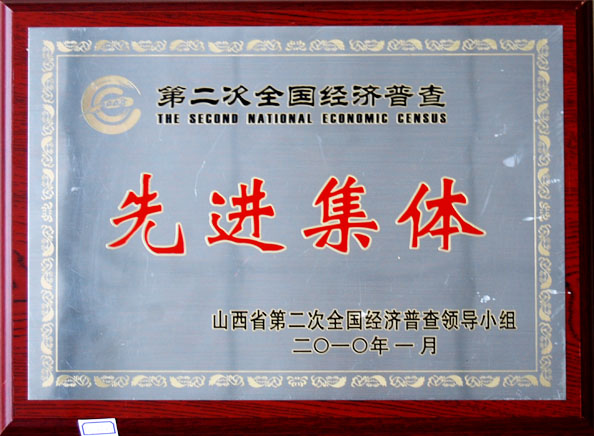 第二次全国经济普查
THE SECOND NATIONAL ECONOMIC CENSUS
先进集体
山西省第二次全国经济普查领导小组
二〇一〇年一月